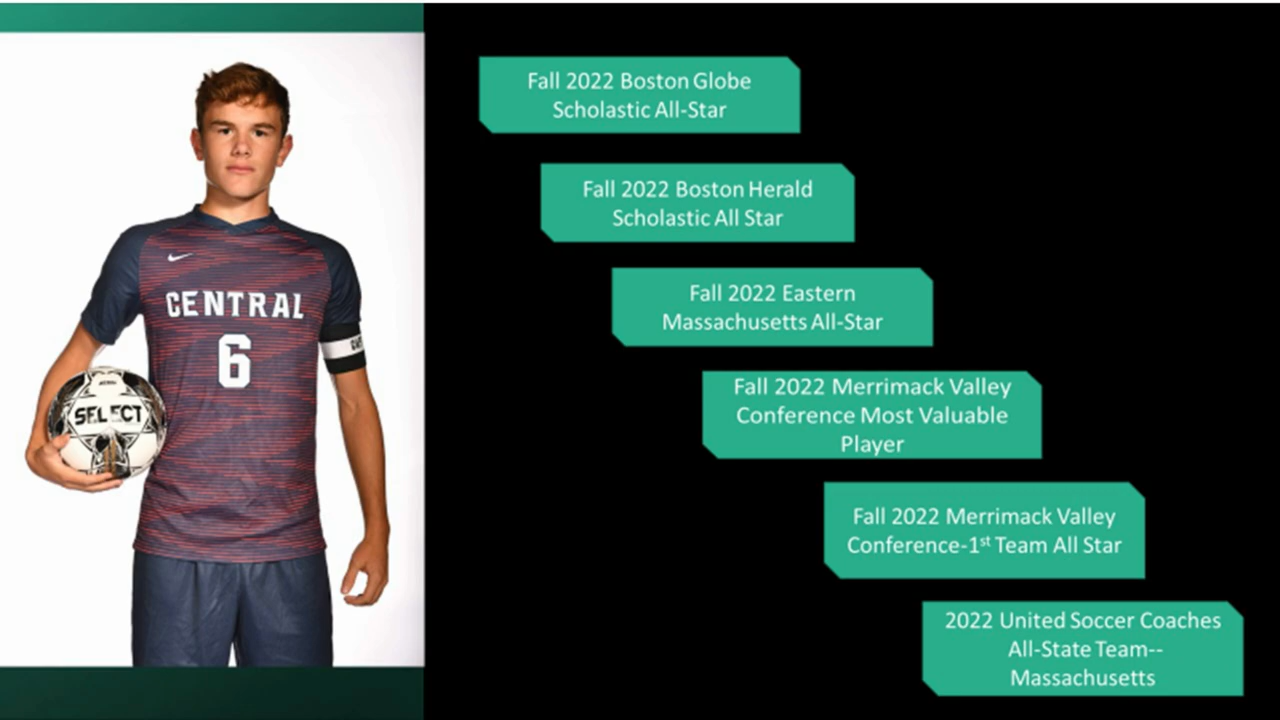 CENTRAL
6
SELECT
Fall 2022 Boston Globe
Scholastic All-Star
Fall 2022 Boston Herald
Scholastic All Star
Fall 2022 Eastern
Massachusetts All-Star
Fall 2022 Merrimack Valley
Conference Most Valuable
Player
Fall 2022 Merrimack Valley
Conference-1st Team All Star
2022 United Soccer Coaches
All-State Team--
Massachusetts